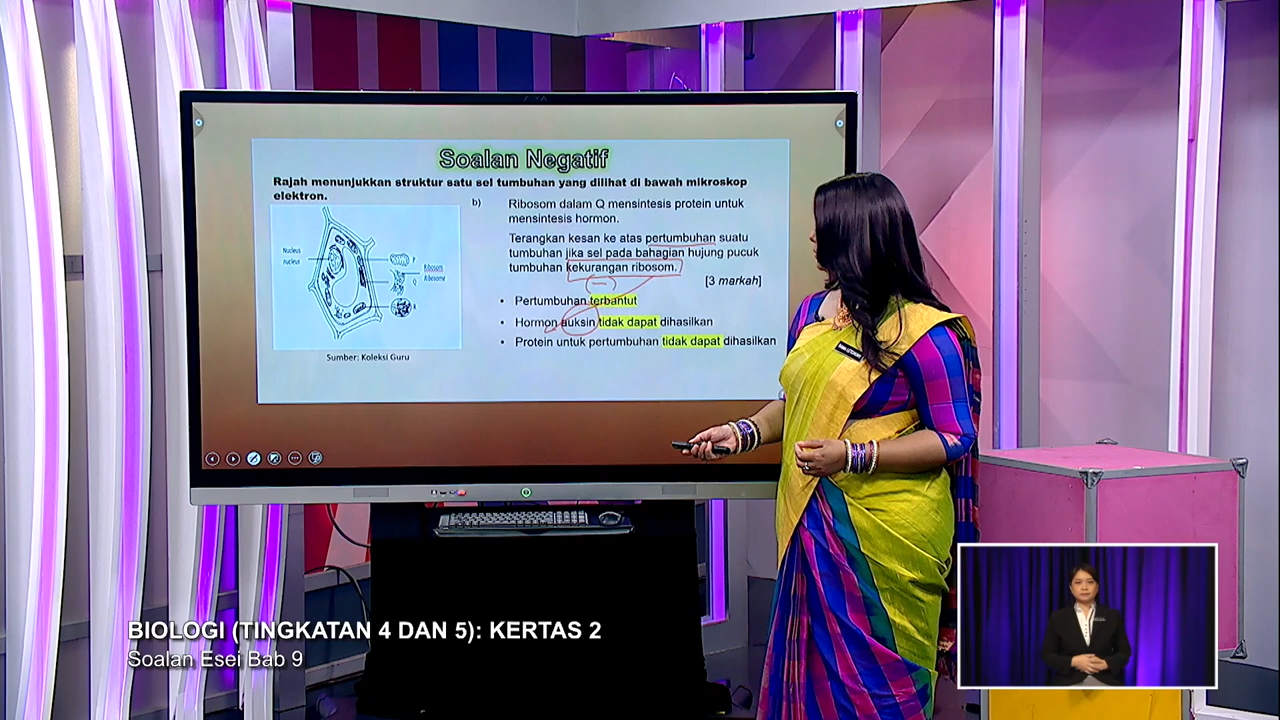 Soalan Negatif
Rajah menunjukkan struktur satu sel tumbuhan yang dilihat di bawah mikroskop
elektron.
b) Ribosom dalam Q mensintesis protein untuk
mensintesis hormon.
Terangkan kesan ke atas pertumbuhan suatu
tumbuhan jika sel pada bahagian hujung pucuk
tumbuhan kekurangan ribosom.
[3 markah]
• Pertumbuhan terbantut
• Hormon auksin tidak dapat dihasilkan
• Protein untuk pertumbuhan tidak dapat dihasilkan
Nucleus
nucleus
P
Ribosom
Ribosome
Q
R
Sumber: Koleksi Guru
BIOLOGI (TINGKATAN 4 DAN 5): KERTAS 2
Soalan Esei Bab 9